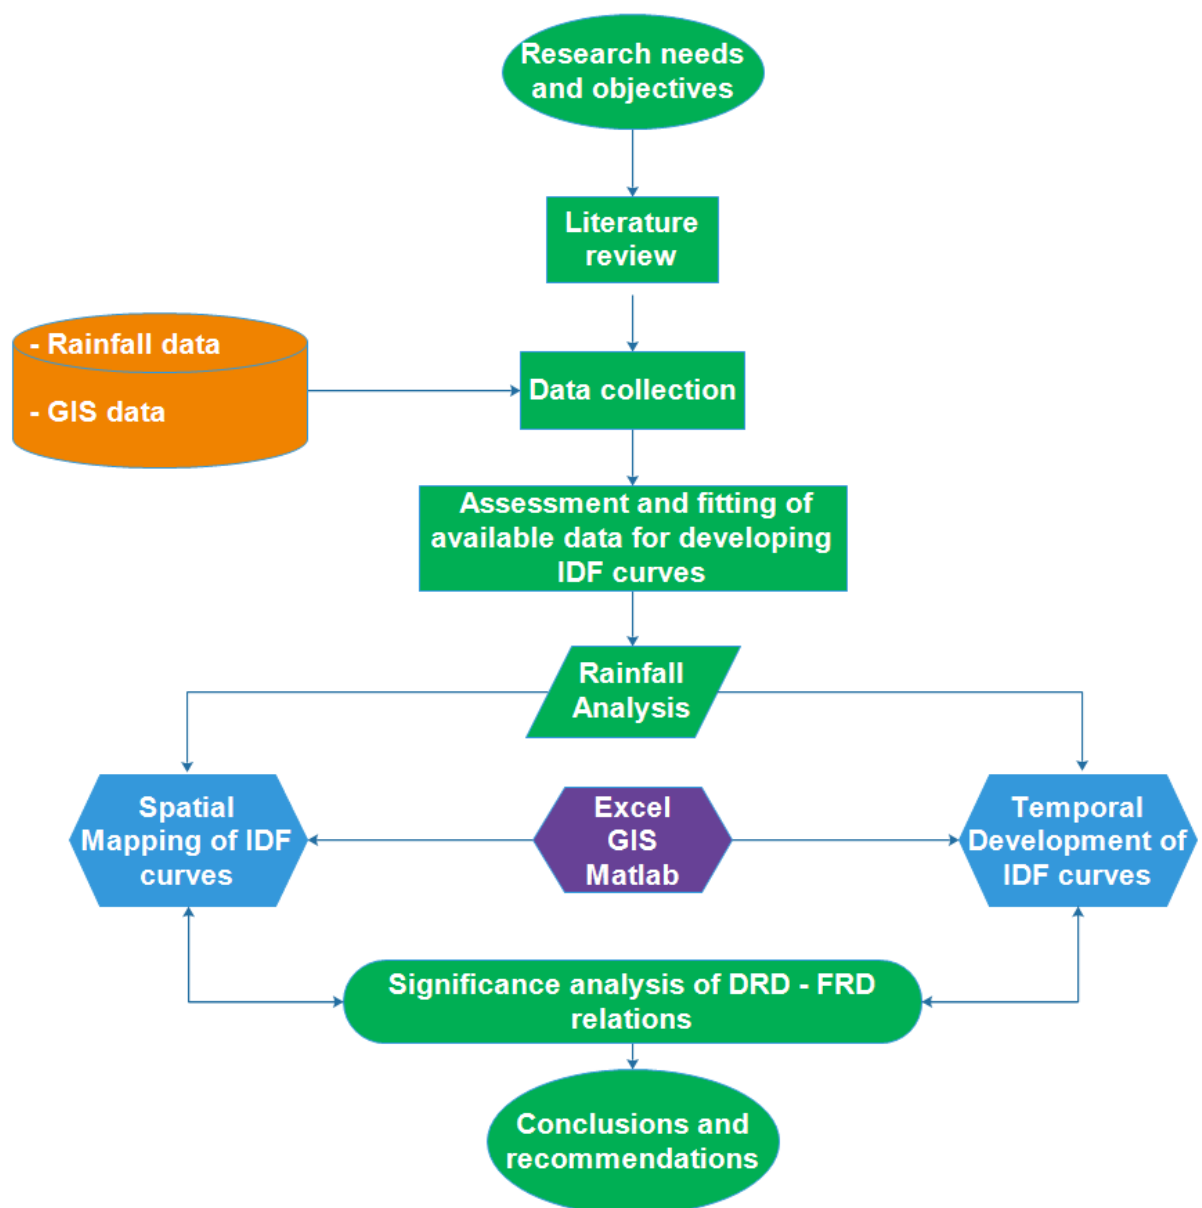 Research needs
and objectives
Literature
review
- Rainfall data
- GIS data
Data collection
Assessment and fitting of
available data for developing
IDF curves
Rainfall
Analysis
Spatial
Mapping of IDF
curves
Excel
GIS
Matlab
Temporal
Development of
IDF curves
Significance analysis of DRD - FRD
relations
Conclusions and
recommendations